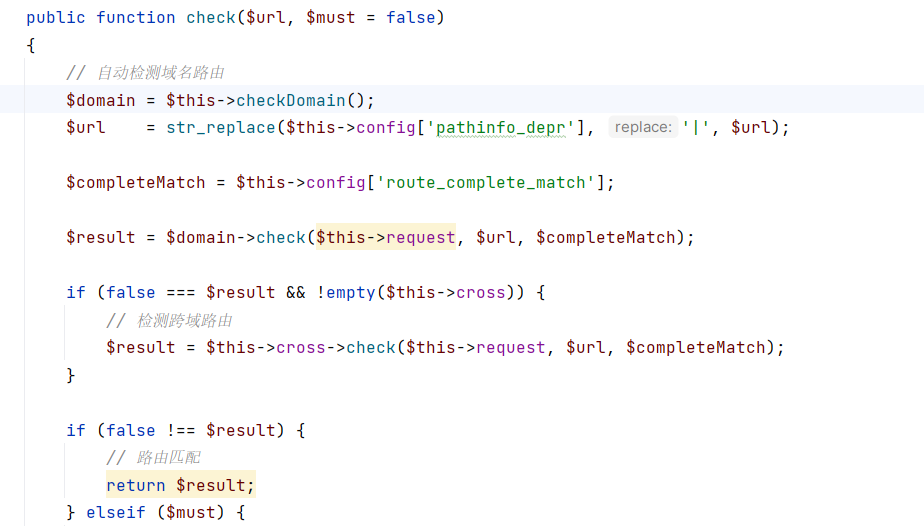 public function check($url, $must = false)
{
// 自动检测域名路由
$domain = $this->checkDomain();
$url    = str_replace($this->config['pathinfo_depr'], replace: '|', $url);
$completeMatch = $this->config['route_complete_match'];
$result = $domain->check($this->request, $url, $completeMatch);
if (false === $result && !empty($this->cross)) {
// 检测跨域路由
$result = $this->cross->check($this->request, $url, $completeMatch);
}
if (false !== $result) {
// 路由匹配
return $result;
} elseif ($must) {